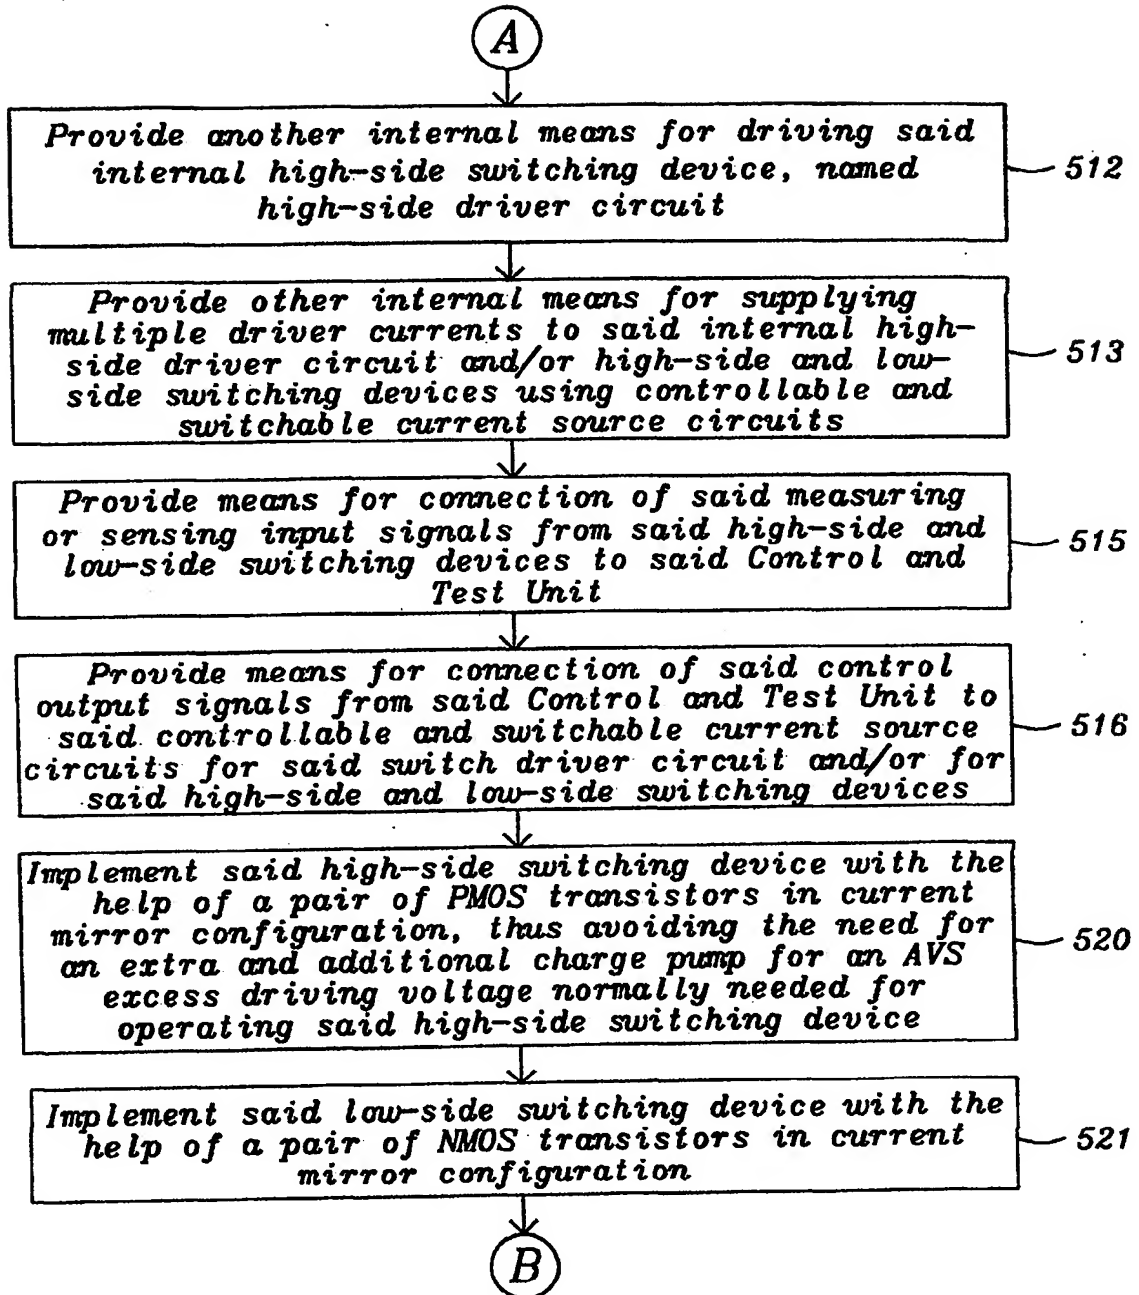 A
Provide another internal means for driving said
internal high-side switching device, named
high-side driver circuit
512
Provide other internal means for supplying
multiple driver currents to said internal high-
side driver circuit and/or high-side and low-
side switching devices using controllable and
switchable current source circuits
513
Provide means for connection of said measuring
or sensing input signals from said high-side and
low-side switching devices to said Control and
Test Unit
515
Provide means for connection of said control
output signals from said Control and Test Unit to
said controllable and switchable current source
circuits for said switch driver circuit and/or for
said high-side and low-side switching devices
516
Implement said high-side switching device with the
help of a pair of PMOS transistors in current
mirror configuration, thus avoiding the need for
an extra and additional charge pump for an AVS
excess driving voltage normally needed for
operating said high-side switching device
520
Implement said low-side switching device with the
help of a pair of NMOS transistors in current
mirror configuration
521
B